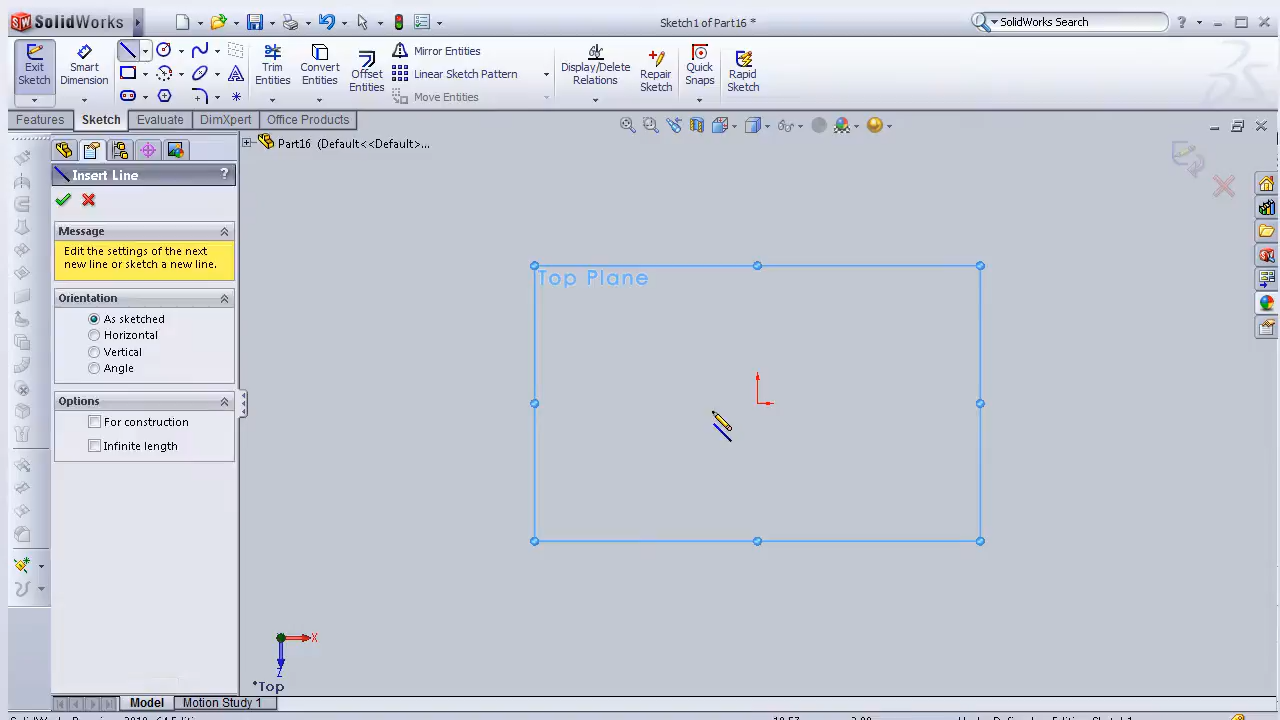 SolidWorks
Sketch1 of Part16 *
SolidWorks Search
?
Exit Sketch
Smart Dimension
Trim Entities
Convert Entities
Offset Entities
Mirror Entities
Linear Sketch Pattern
Move Entities
Display/Delete Relations
Repair Sketch
Quick Snaps
Rapid Sketch
Features
Sketch
Evaluate
DimXpert
Office Products
Part16 (Default<<Default>...
Insert Line
?
Message
Edit the settings of the next
new line or sketch a new line.
Orientation
As sketched
Horizontal
Vertical
Angle
Options
For construction
Infinite length
Top Plane
X
Z
*Top
Model
Motion Study 1